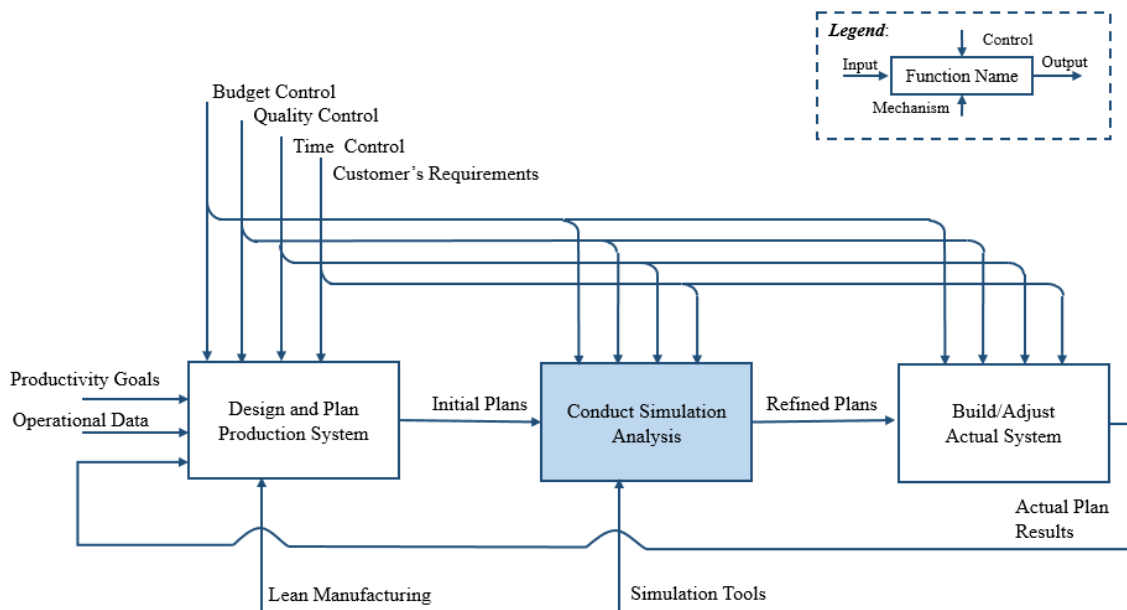 Legend:
Control
Input
Output
Function Name
Mechanism
Budget Control
Quality Control
Time Control
Customer’s Requirements
Productivity Goals
Operational Data
Design and Plan
Production System
Initial Plans
Conduct Simulation
Analysis
Refined Plans
Build/Adjust
Actual System
Actual Plan
Results
Lean Manufacturing
Simulation Tools